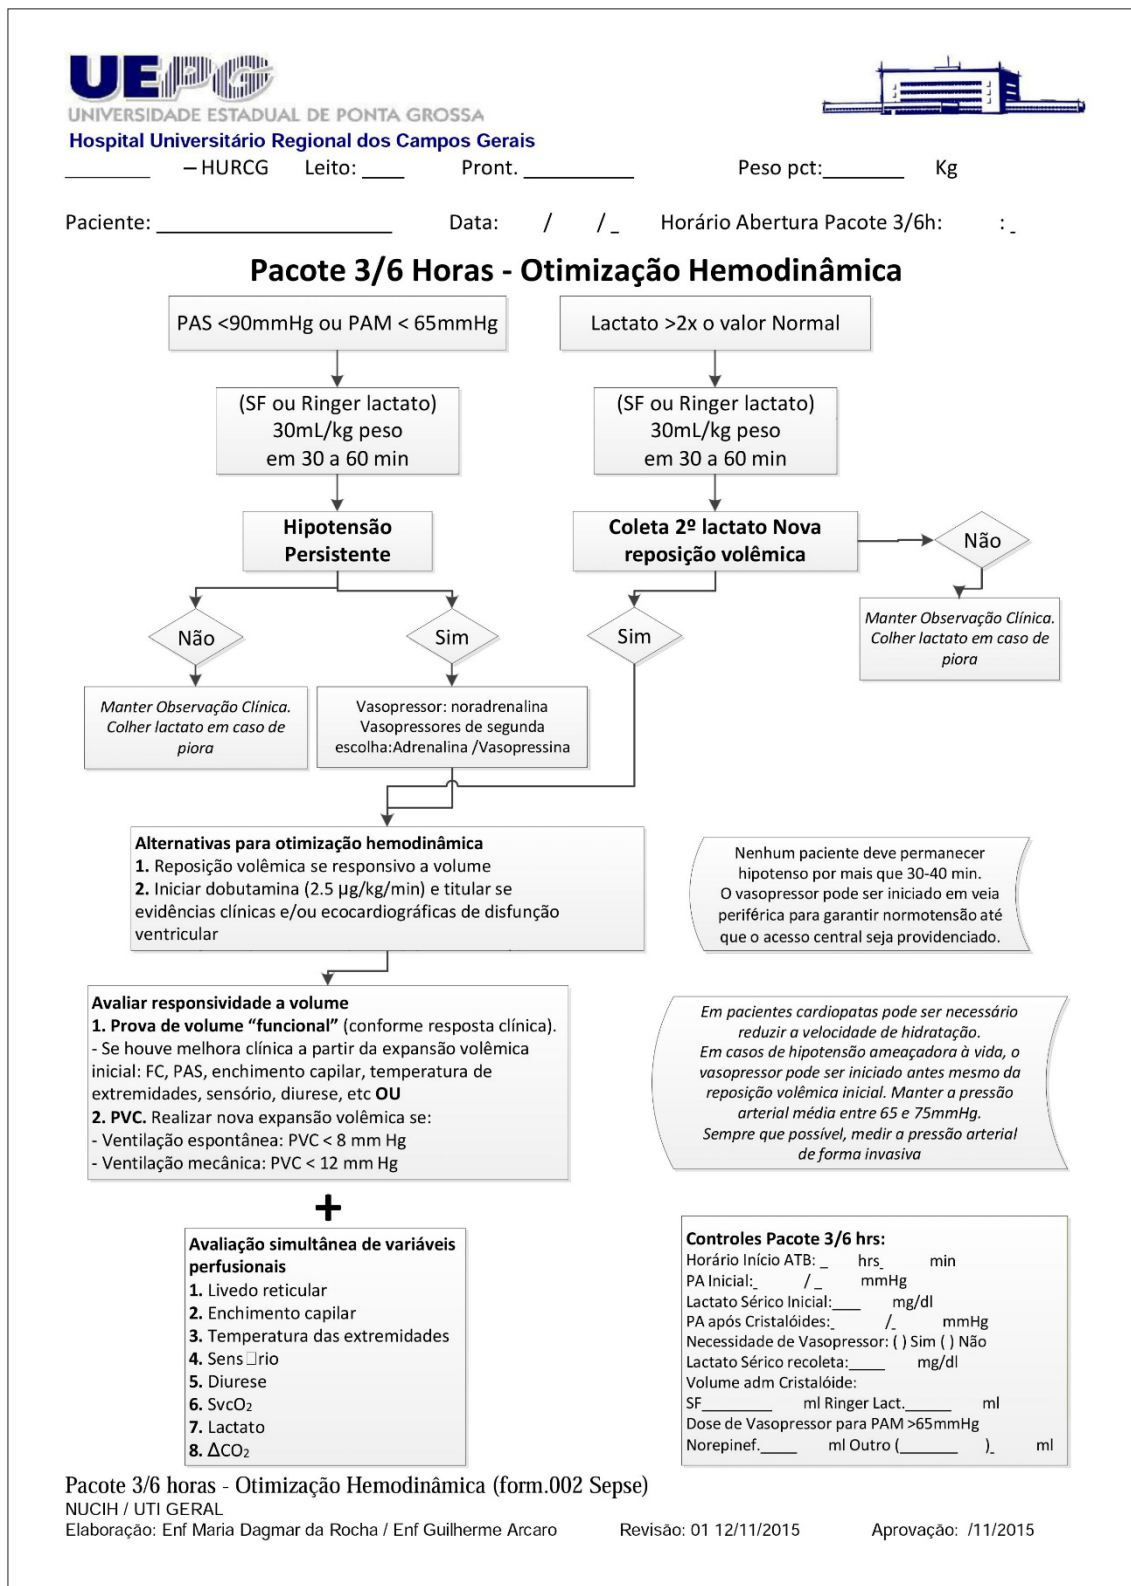 UEPG
UNIVERSIDADE ESTADUAL DE PONTA GROSSA
Hospital Universitário Regional dos Campos Gerais
________ – HURCG Leito: ____ Pront. __________ Peso pct:_______ Kg
Paciente: ______________________ Data: / / _ Horário Abertura Pacote 3/6h: : _
Pacote 3/6 Horas - Otimização Hemodinâmica
PAS <90mmHg ou PAM < 65mmHg
Lactato >2x o valor Normal
(SF ou Ringer lactato)
30mL/kg peso
em 30 a 60 min
(SF ou Ringer lactato)
30mL/kg peso
em 30 a 60 min
Hipotensão
Persistente
Coleta 2º lactato Nova
reposição volêmica
Não
Não
Sim
Sim
Manter Observação Clínica.
Colher lactato em caso de
piora
Manter Observação Clínica.
Colher lactato em caso de
piora
Vasopressor: noradrenalina
Vasopressores de segunda
escolha:Adrenalina /Vasopressina
Alternativas para otimização hemodinâmica
1. Reposição volêmica se responsivo a volume
2. Iniciar dobutamina (2.5 µg/kg/min) e titular se
evidências clínicas e/ou ecocardiográficas de disfunção
ventricular
Nenhum paciente deve permanecer
hipotenso por mais que 30-40 min.
O vasopressor pode ser iniciado em veia
periférica para garantir normotensão até
que o acesso central seja providenciado.
Avaliar responsividade a volume
1. Prova de volume “funcional” (conforme resposta clínica).
- Se houve melhora clínica a partir da expansão volêmica
inicial: FC, PAS, enchimento capilar, temperatura de
extremidades, sensório, diurese, etc OU
2. PVC. Realizar nova expansão volêmica se:
- Ventilação espontânea: PVC < 8 mm Hg
- Ventilação mecânica: PVC < 12 mm Hg
Em pacientes cardiopatas pode ser necessário
reduzir a velocidade de hidratação.
Em casos de hipotensão ameaçadora à vida, o
vasopressor pode ser iniciado antes mesmo da
reposição volêmica inicial. Manter a pressão
arterial média entre 65 e 75mmHg.
Sempre que possível, medir a pressão arterial
de forma invasiva
+
Avaliação simultânea de variáveis
perfusionais
1. Livedo reticular
2. Enchimento capilar
3. Temperatura das extremidades
4. Sens□rio
5. Diurese
6. SvcO₂
7. Lactato
8. ΔCO₂
Controles Pacote 3/6 hrs:
Horário Início ATB: _ hrs_ min
PA Inicial:_ / _ mmHg
Lactato Sérico Inicial:____ mg/dl
PA após Cristalóides:_ /_ mmHg
Necessidade de Vasopressor: ( ) Sim ( ) Não
Lactato Sérico recoleta:_____ mg/dl
Volume adm Cristalóide:
SF__________ ml Ringer Lact.______ ml
Dose de Vasopressor para PAM >65mmHg
Norepinef._____ ml Outro (________ )_ ml
Pacote 3/6 horas - Otimização Hemodinâmica (form.002 Sepse)
NUCIH / UTI GERAL
Elaboração: Enf Maria Dagmar da Rocha / Enf Guilherme Arcaro Revisão: 01 12/11/2015 Aprovação: /11/2015